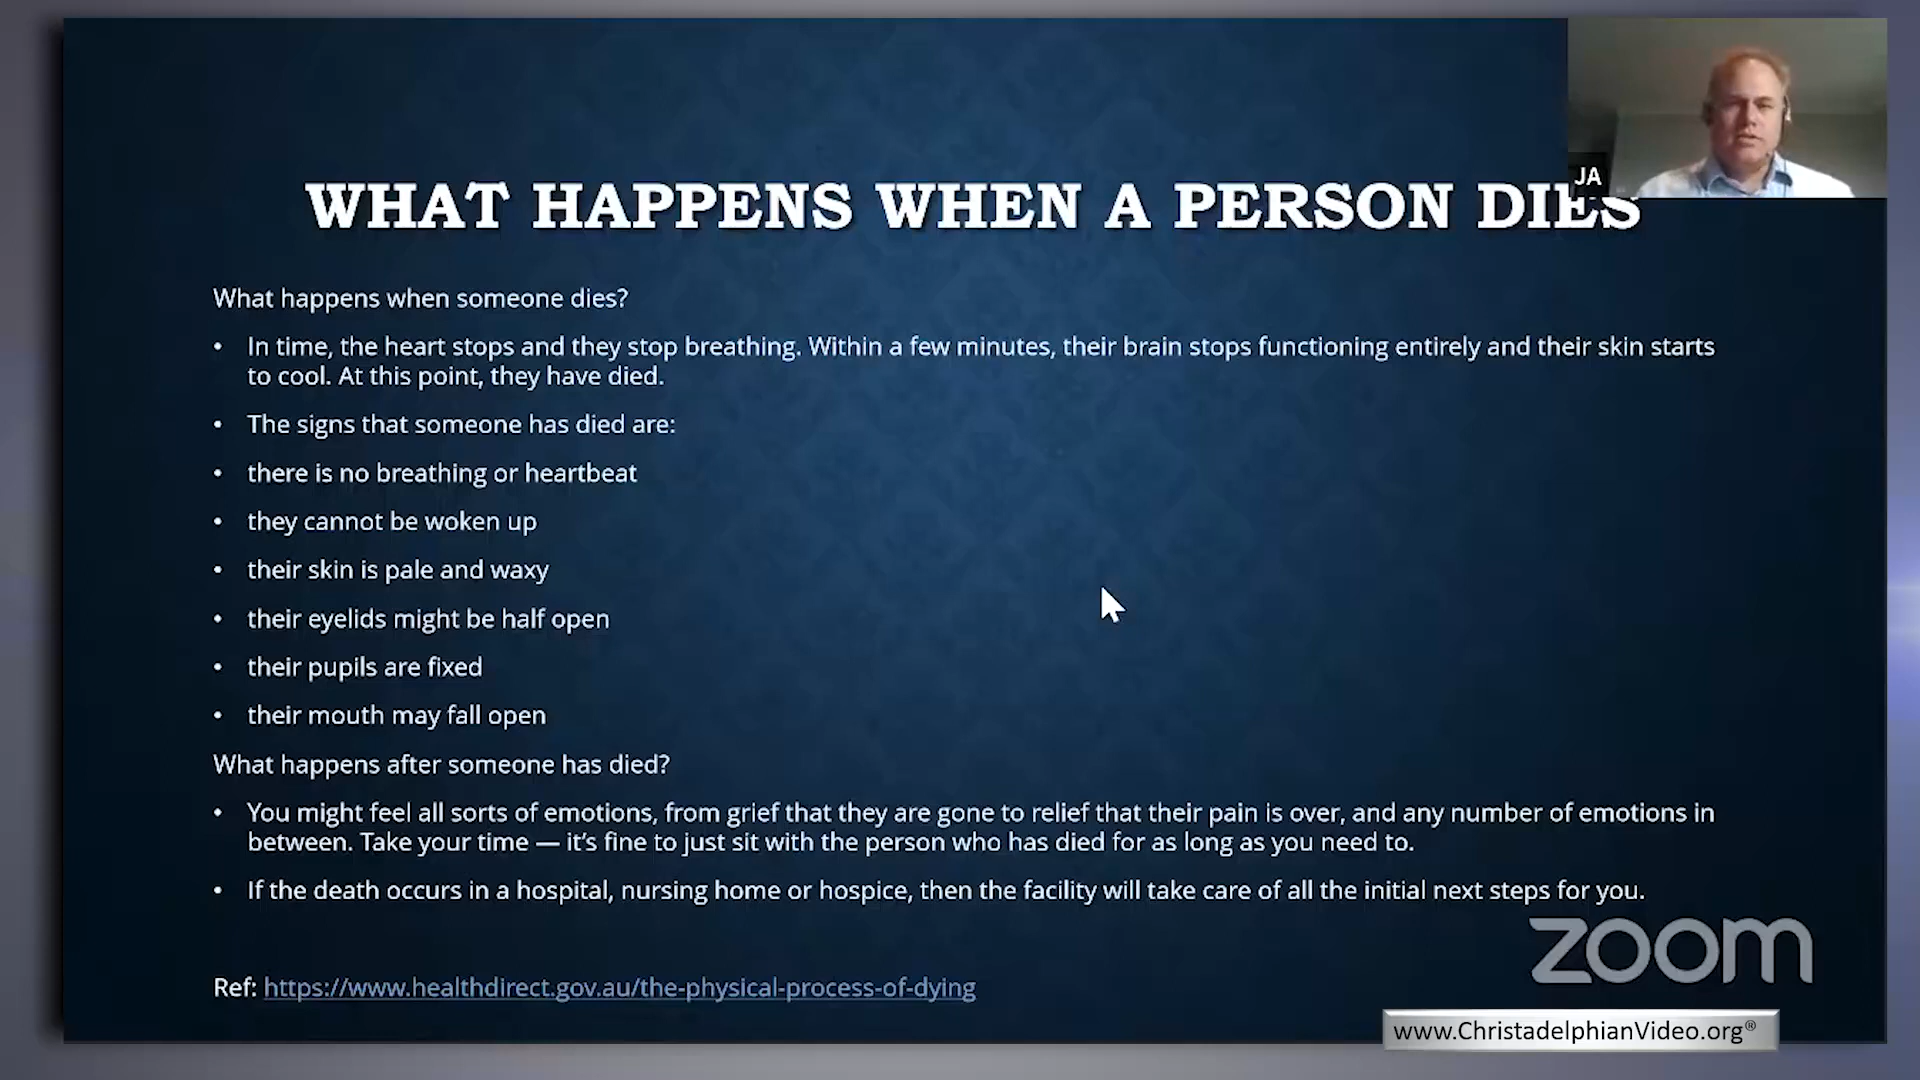 JA
WHAT HAPPENS WHEN A PERSON DIES
What happens when someone dies?
• In time, the heart stops and they stop breathing. Within a few minutes, their brain stops functioning entirely and their skin starts
to cool. At this point, they have died.
• The signs that someone has died are:
• there is no breathing or heartbeat
• they cannot be woken up
• their skin is pale and waxy
• their eyelids might be half open
• their pupils are fixed
• their mouth may fall open
What happens after someone has died?
• You might feel all sorts of emotions, from grief that they are gone to relief that their pain is over, and any number of emotions in
between. Take your time — it’s fine to just sit with the person who has died for as long as you need to.
• If the death occurs in a hospital, nursing home or hospice, then the facility will take care of all the initial next steps for you.
zoom
Ref: https://www.healthdirect.gov.au/the-physical-process-of-dying
www.ChristadelphianVideo.org®